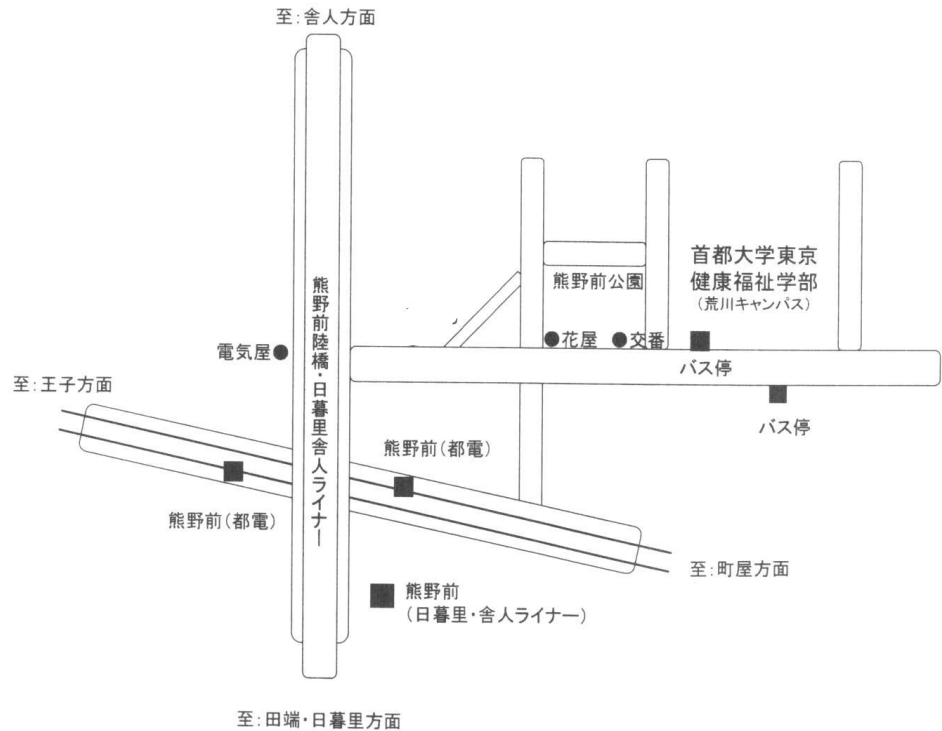 至:舎人方面
首都大学東京
健康福祉学部
(荒川キャンパス)
熊野前公園
熊野前陸橋・日暮里舎人ライナー
電気屋
花屋
交番
バス停
至:王子方面
バス停
熊野前(都電)
熊野前(都電)
至:町屋方面
熊野前
(日暮里・舎人ライナー)
至:田端・日暮里方面